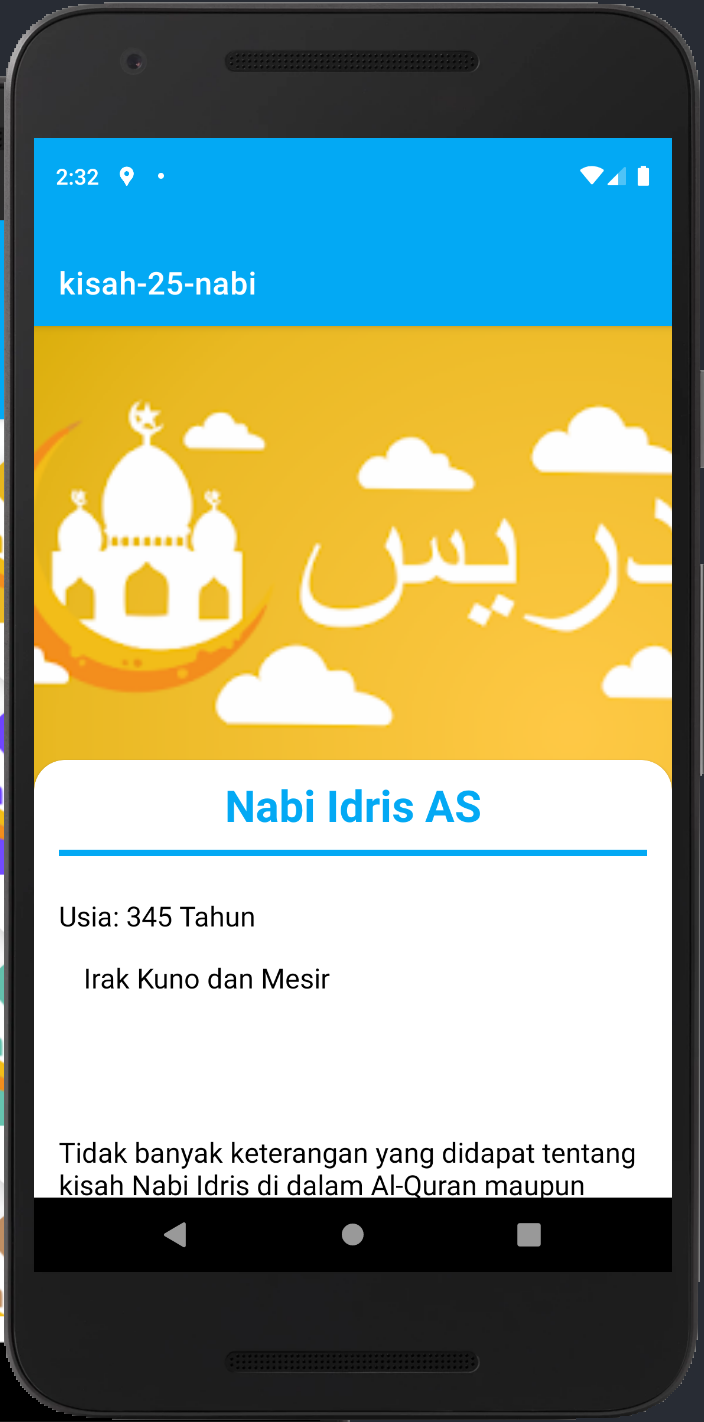 2:32
kisah-25-nabi
دريس
Nabi Idris AS
Usia: 345 Tahun
Irak Kuno dan Mesir
Tidak banyak keterangan yang didapat tentang
kisah Nabi Idris di dalam Al-Quran maupun